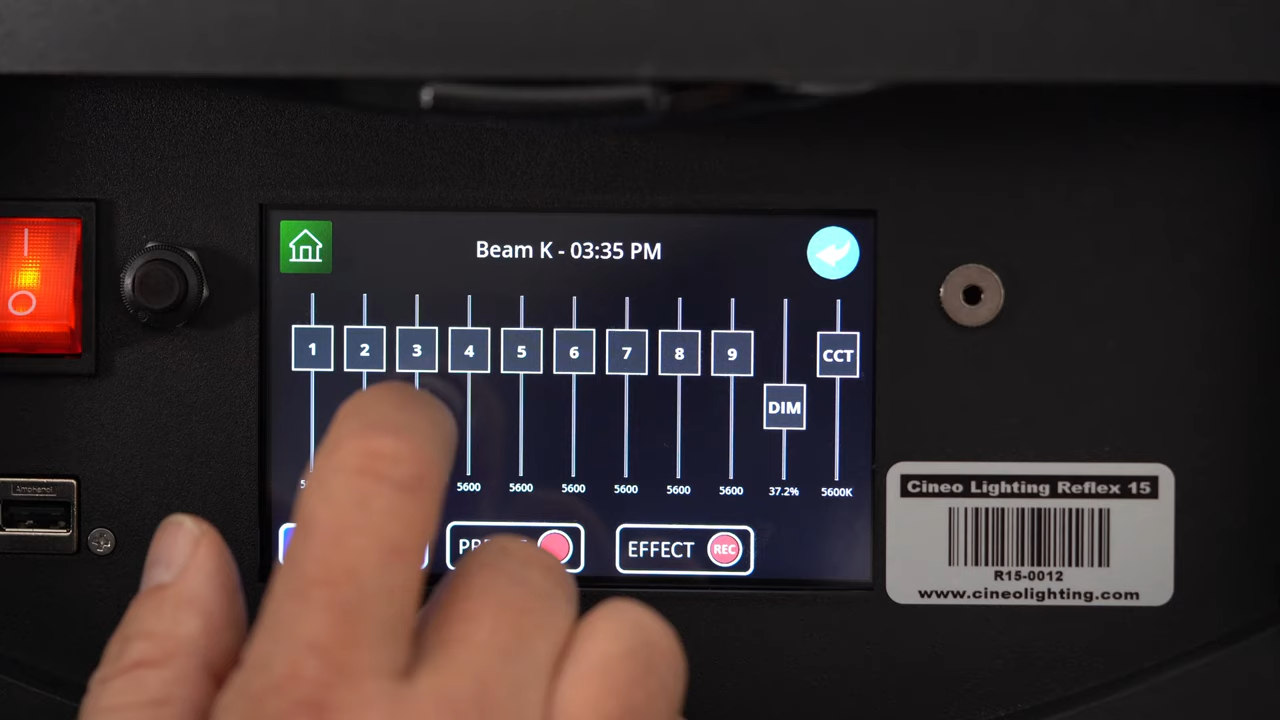 Beam K - 03:35 PM
1 2 3 4 5 6 7 8 9 DIM CCT
5600 5600 5600 5600 5600 5600 37.2% 5600K
EFFECT REC
Amphenol
Cineo Lighting Reflex 15
R15-0012
www.cineolighting.com